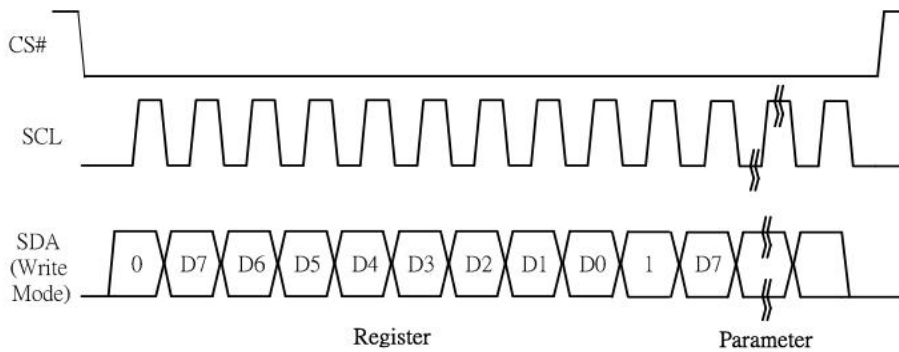 CS#
SCL
SDA
(Write
Mode)
0 D7 D6 D5 D4 D3 D2 D1 D0 1 D7
Register Parameter